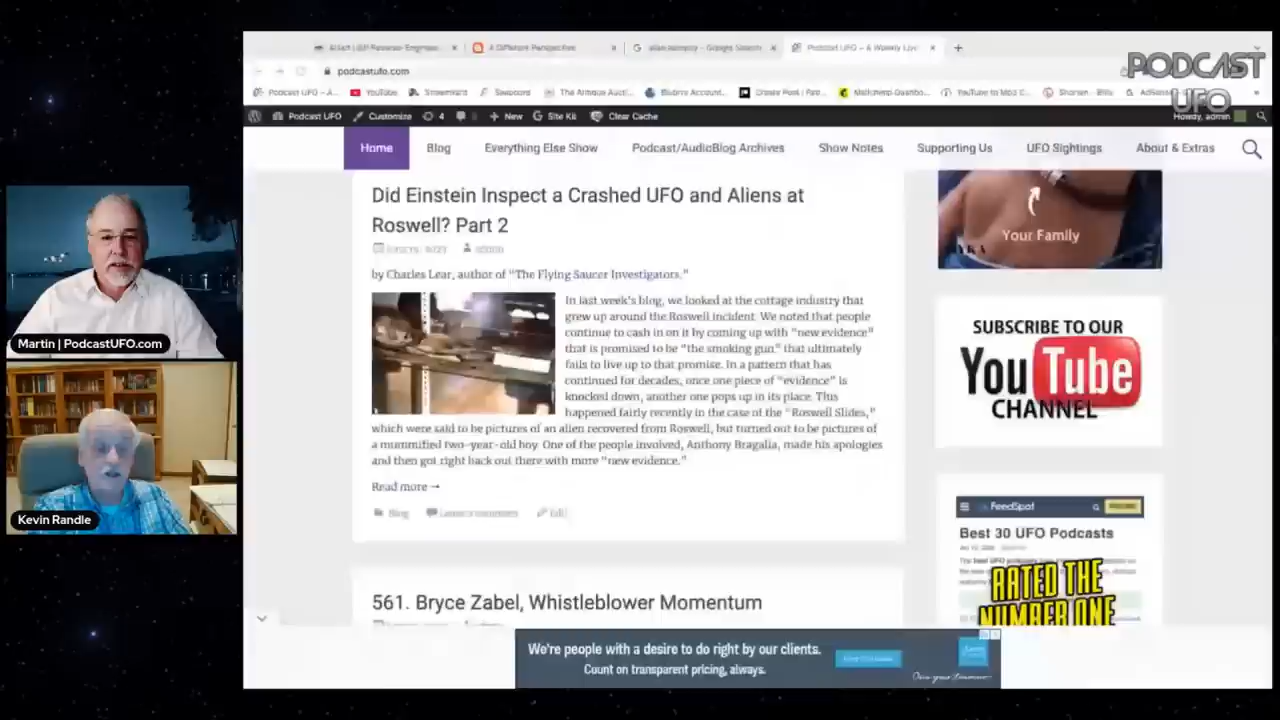 podcastufo.com
PODCAST
UFO
Podcast UFO
Customize
4
New
Site Kit
Clear Cache
Howdy, admin
Home
Blog
Everything Else Show
Podcast/AudioBlog Archives
Show Notes
Supporting Us
UFO Sightings
About & Extras
Did Einstein Inspect a Crashed UFO and Aliens at
Roswell? Part 2
admin
by Charles Lear, author of "The Flying Saucer Investigators."
In last week's blog, we looked at the cottage industry that
grew up around the Roswell incident. We noted that people
continue to cash in on it by coming up with "new evidence"
that is promised to be "the smoking gun" that ultimately
fails to live up to that promise. In a pattern that has
continued for decades, once one piece of "evidence" is
knocked down, another one pops up in its place. This
happened fairly recently in the case of the "Roswell Slides,"
which were said to be pictures of an alien recovered from Roswell, but turned out to be pictures of
a mummified two-year-old boy. One of the people involved, Anthony Bragalia, made his apologies
and then got right back out there with more "new evidence."
Read more →
Blog
Leave a comment
Edit
561. Bryce Zabel, Whistleblower Momentum
Your Family
SUBSCRIBE TO OUR
YouTube
CHANNEL
FeedSpot
Best 30 UFO Podcasts
RATED THE
NUMBER ONE
We're people with a desire to do right by our clients.
Count on transparent pricing, always.
Martin | PodcastUFO.com
Kevin Randle